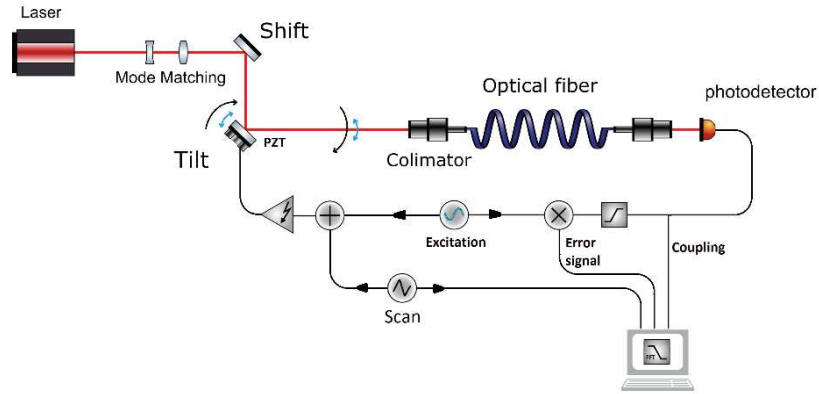 Laser
Shift
Mode Matching
Optical fiber
photodetector
Tilt
PZT
Colimator
Excitation
Error
signal
Coupling
Scan
FFT